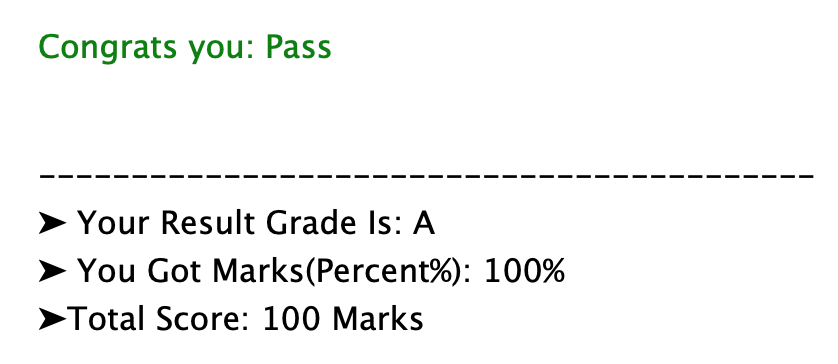 Congrats you: Pass
------------------------------------------
➤ Your Result Grade Is: A
➤ You Got Marks(Percent%): 100%
➤Total Score: 100 Marks